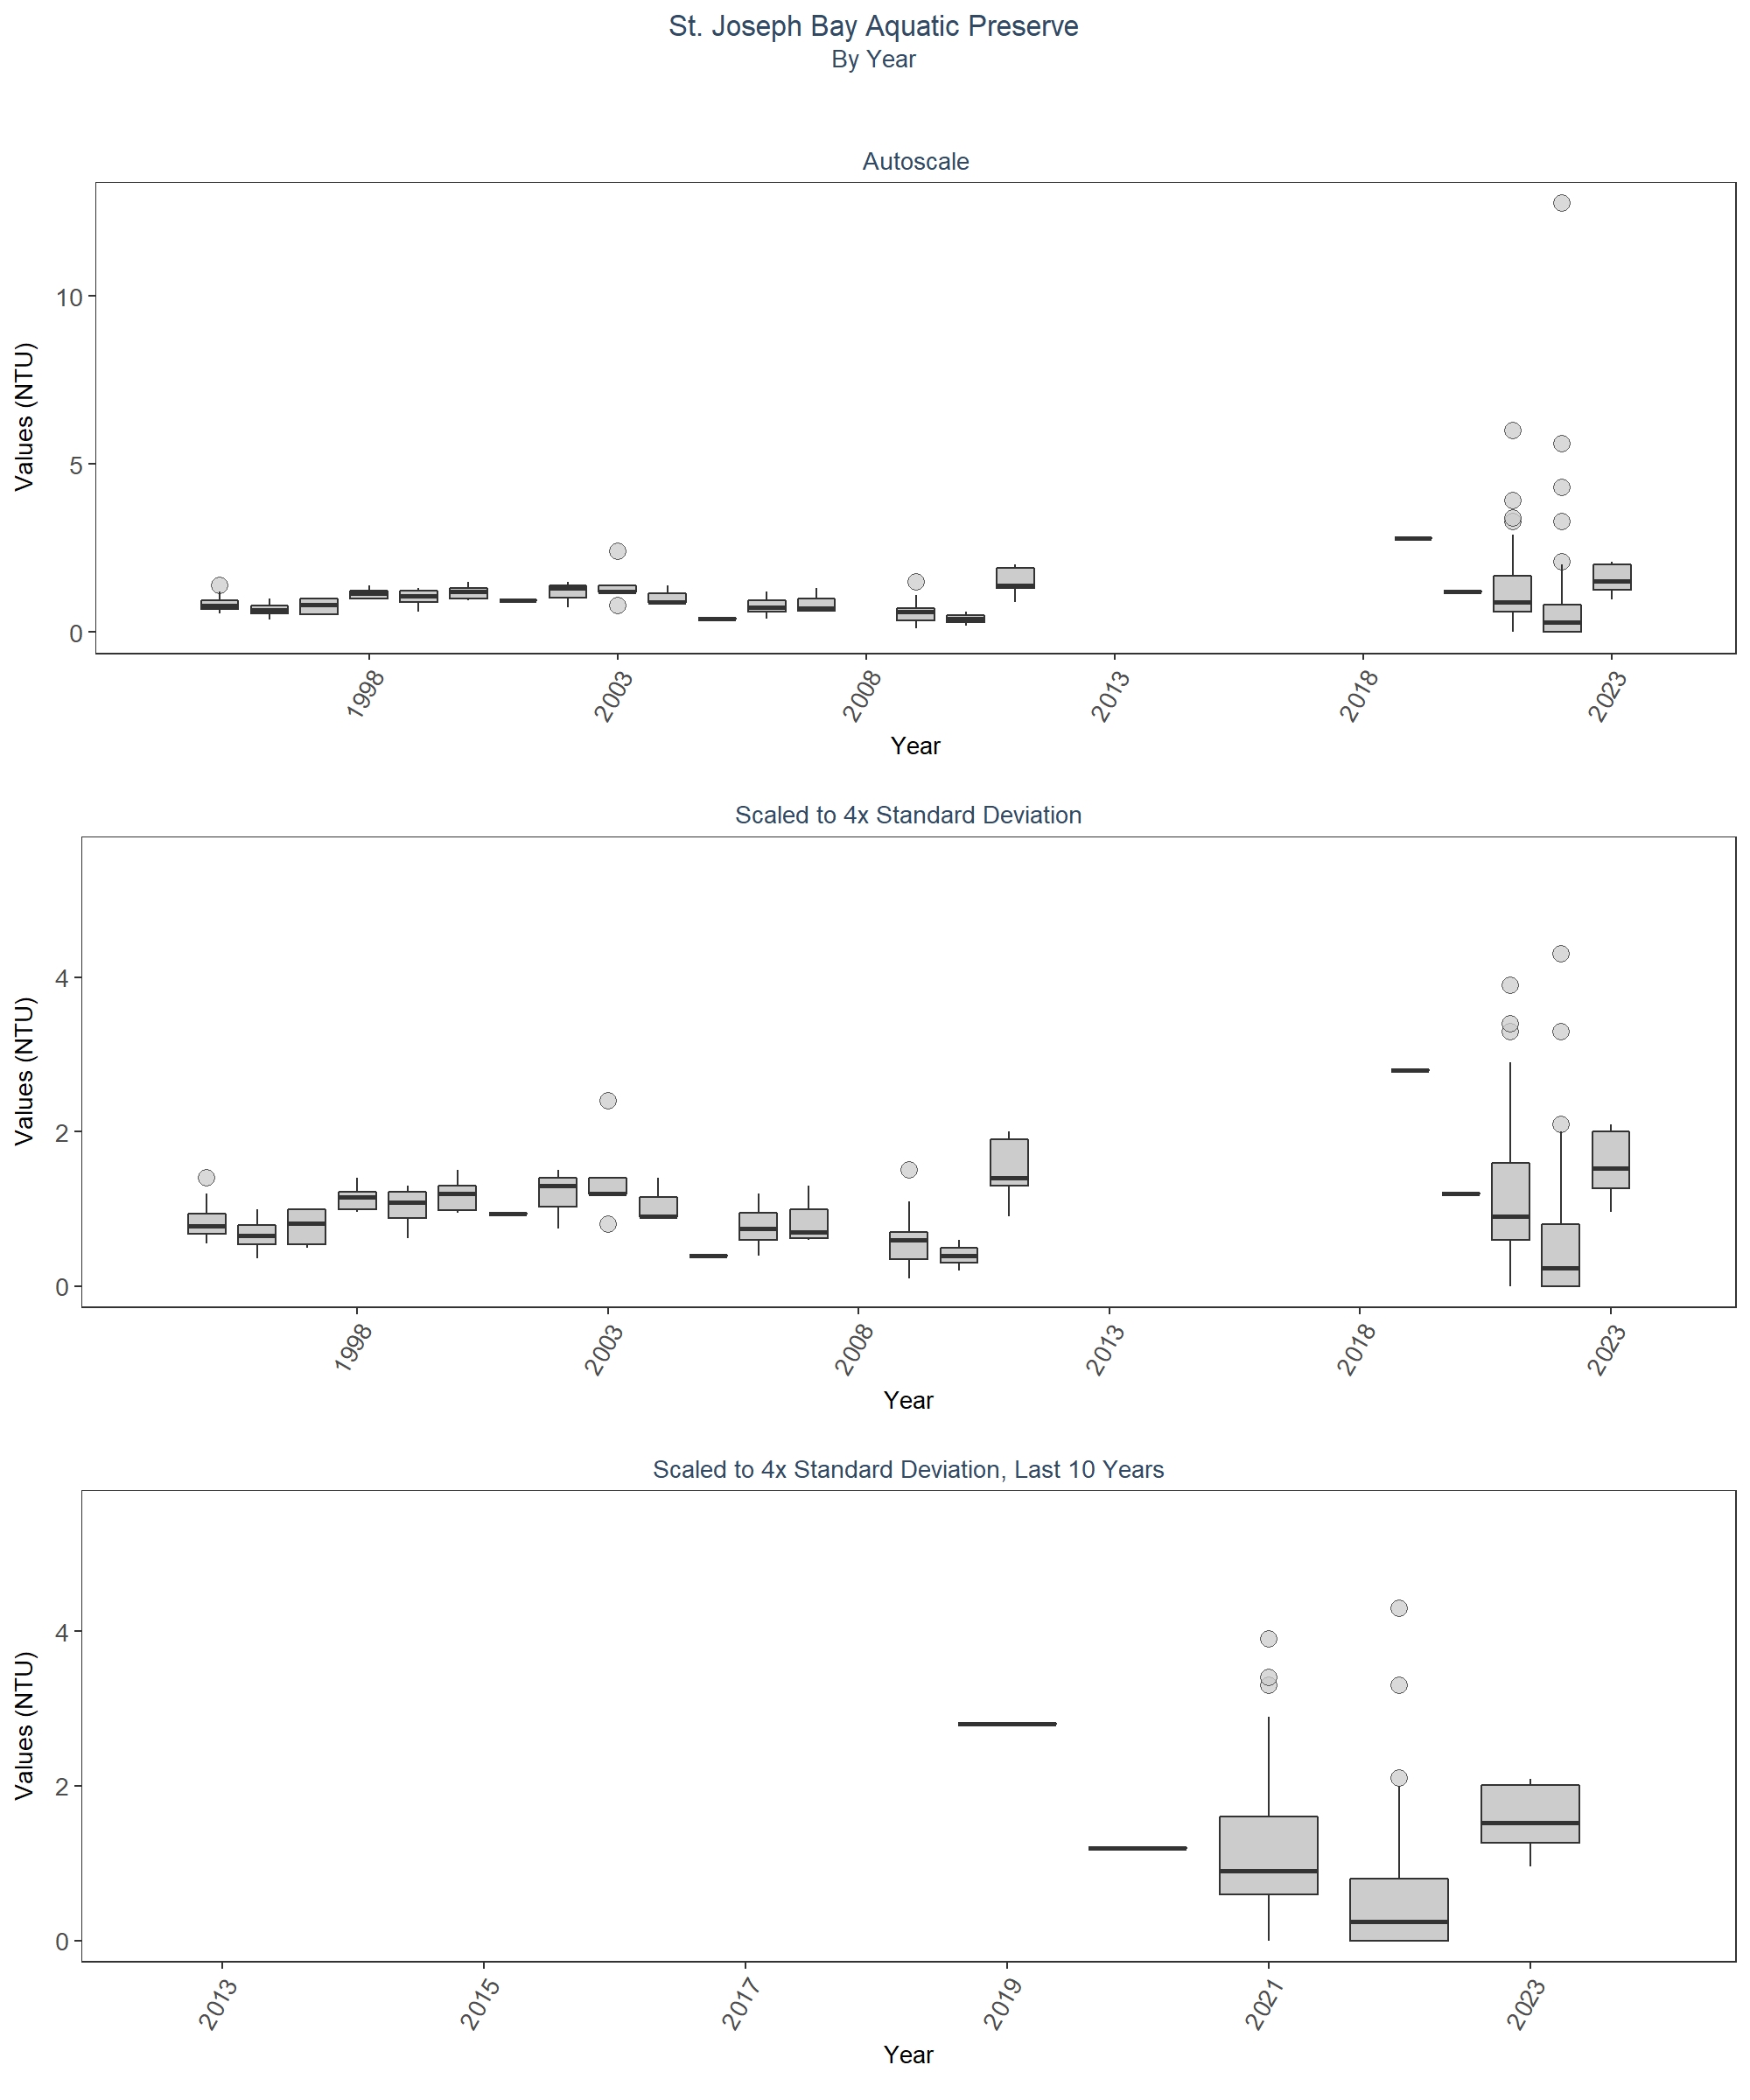 St. Joseph Bay Aquatic Preserve
By Year
Autoscale
Values (NTU)
10
5
0
1998 2003 2008 2013 2018 2023
Year
Scaled to 4x Standard Deviation
Values (NTU)
4
2
0
1998 2003 2008 2013 2018 2023
Year
Scaled to 4x Standard Deviation, Last 10 Years
Values (NTU)
4
2
0
2013 2015 2017 2019 2021 2023
Year